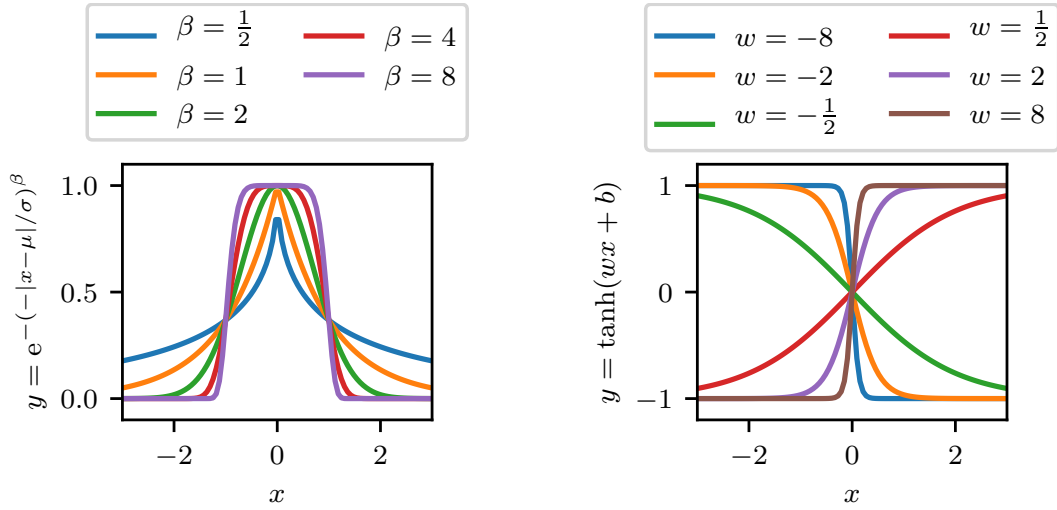 β = 1/2
β = 1
β = 2
β = 4
β = 8
y = e^−(−|x−μ|/σ)^β
1.0
0.5
0.0
−2 0 2
x
w = −8
w = −2
w = −1/2
w = 1/2
w = 2
w = 8
y = tanh(wx + b)
1
0
−1
−2 0 2
x